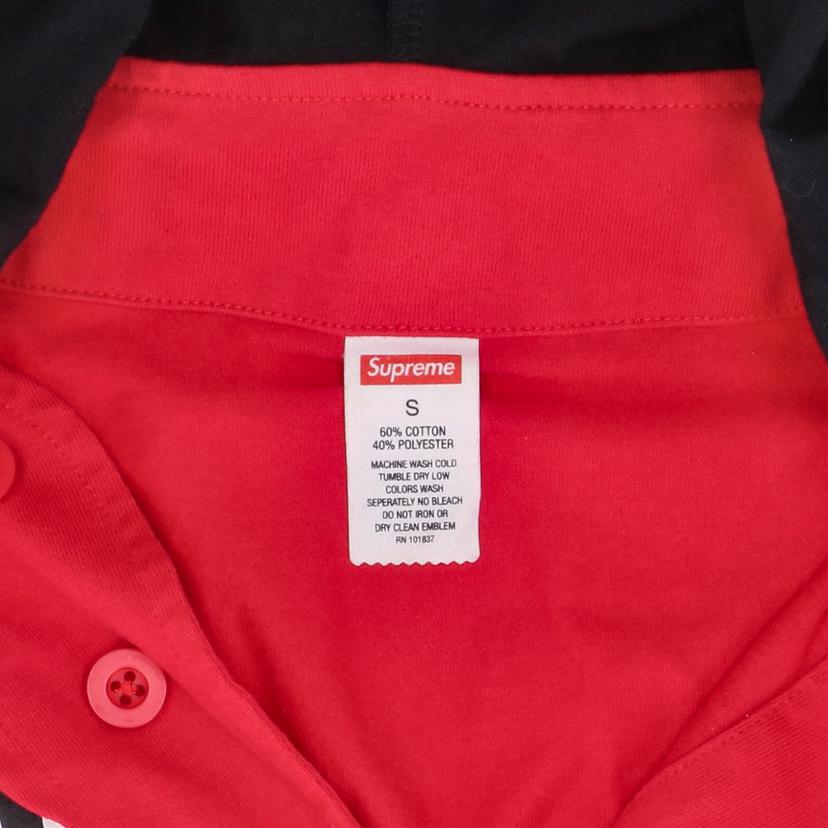 Supreme
S
60% COTTON
40% POLYESTER
MACHINE WASH COLD
TUMBLE DRY LOW
COLORS WASH
SEPERATELY NO BLEACH
DO NOT IRON OR
DRY CLEAN EMBLEM
RN 101837